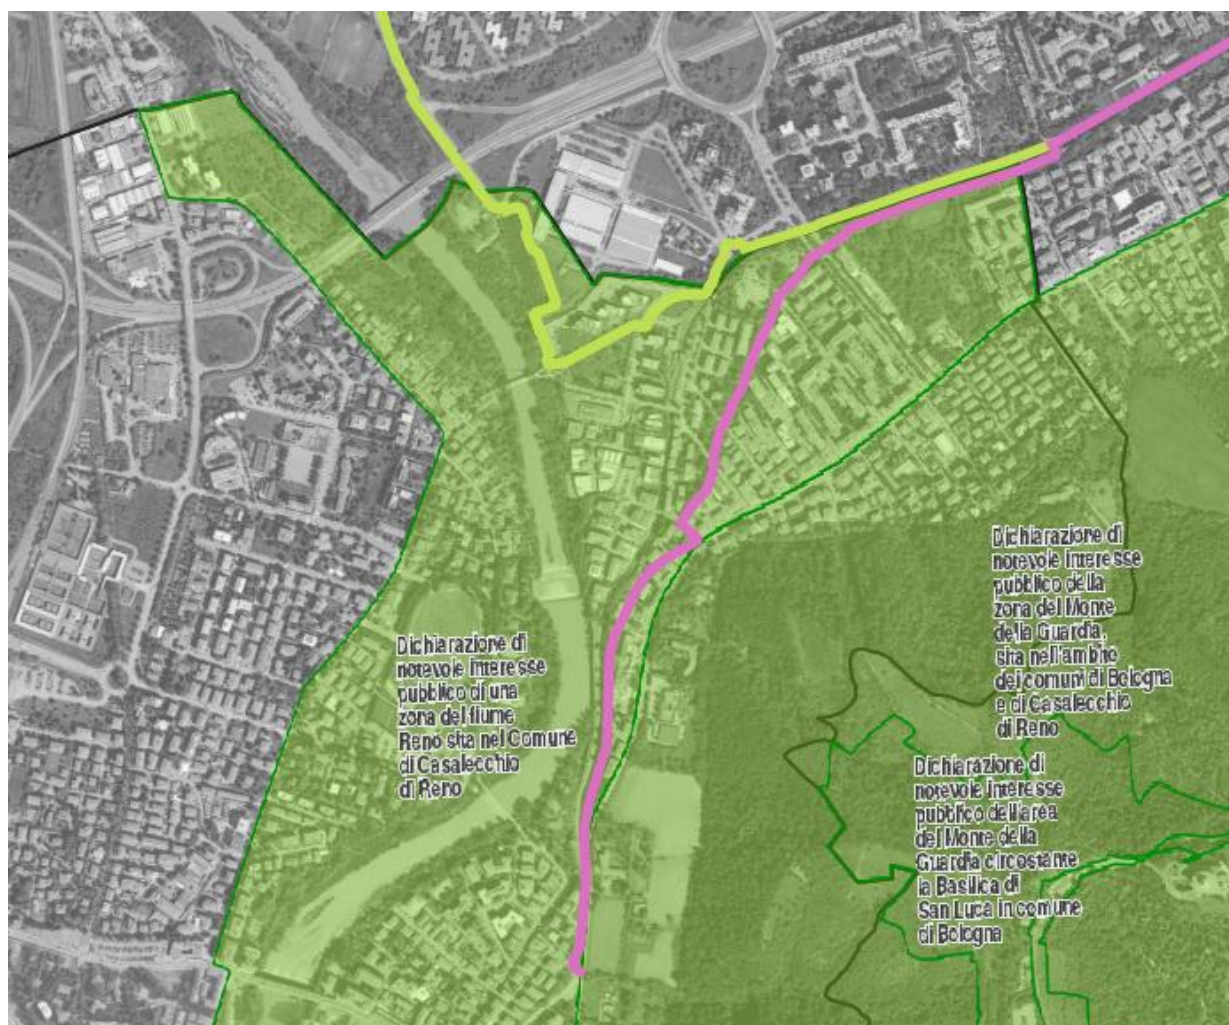 Dichiarazione di
notevole interesse
pubblico di una
zona del fiume
Reno sita nel Comune
di Casalecchio
di Reno
Dichiarazione di
notevole interesse
pubblico della
zona del Monte
della Guardia,
sita nell'ambito
dei comuni di Bologna
e di Casalecchio
di Reno
Dichiarazione di
notevole interesse
pubblico dell'area
del Monte della
Guardia circostante
la Basilica di
San Luca in comune
di Bologna